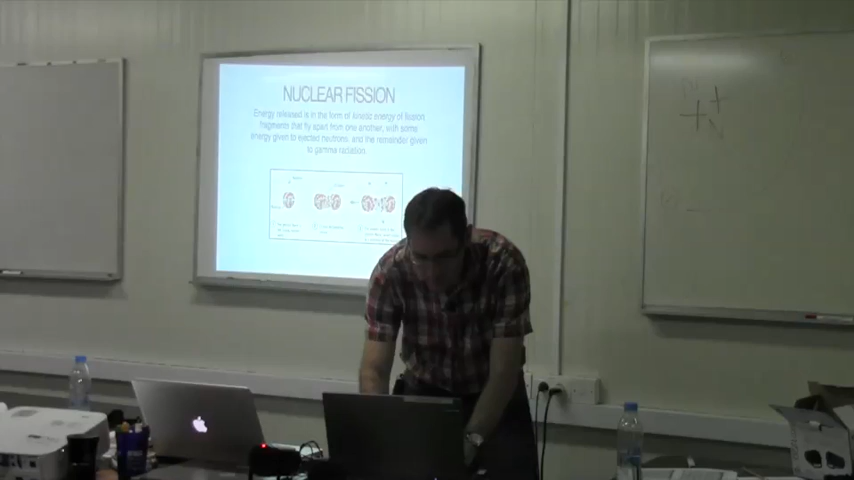 NUCLEAR FISSION
Energy released is in the form of kinetic energy of fission
fragments that fly apart from one another, with some
energy given to ejected neutrons, and the remainder given
to gamma radiation.